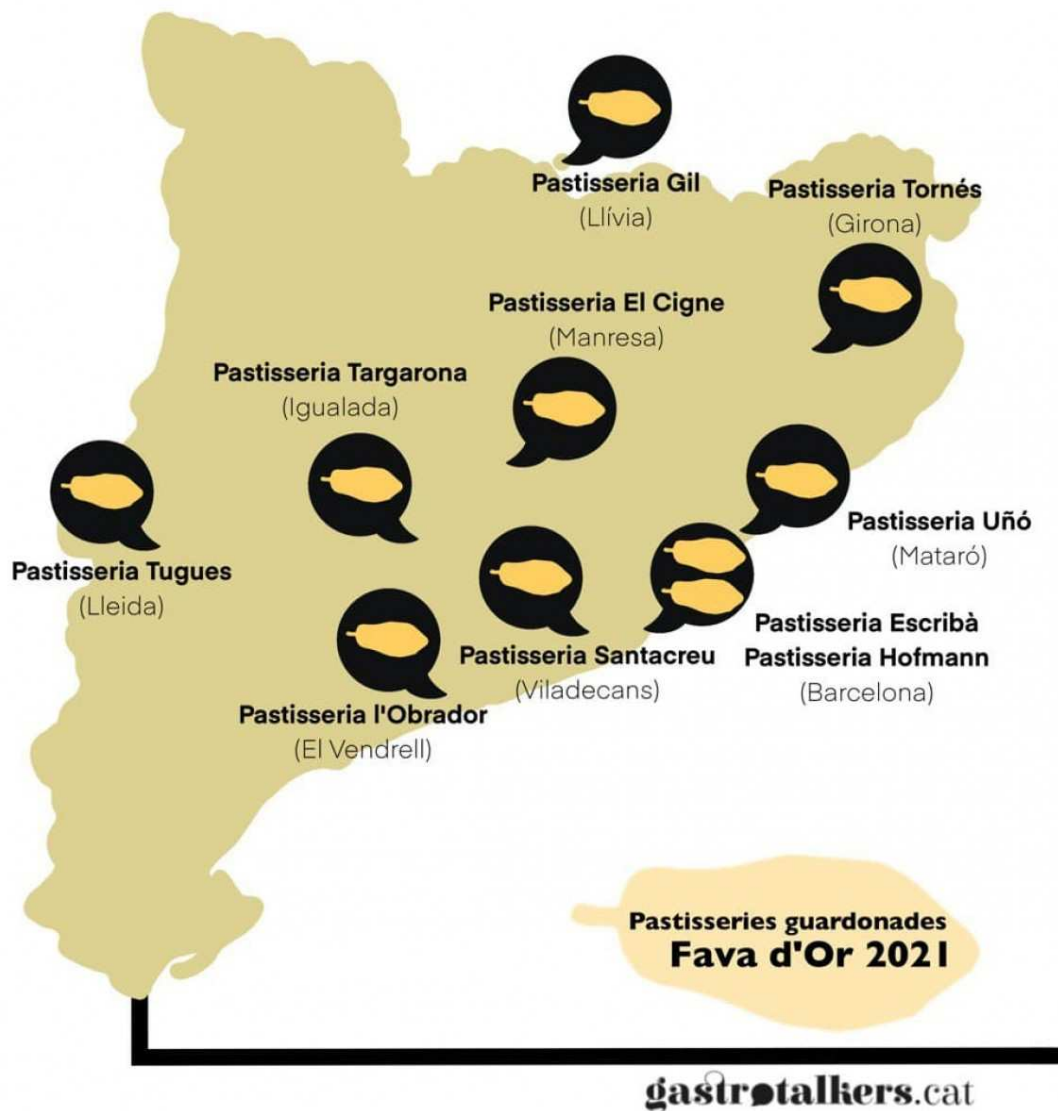 Pastisseria Gil
(Llívia)
Pastisseria Tornés
(Girona)
Pastisseria El Cigne
(Manresa)
Pastisseria Targarona
(Igualada)
Pastisseria Uñó
(Mataró)
Pastisseria Tugues
(Lleida)
Pastisseria Escribà
Pastisseria Hofmann
(Barcelona)
Pastisseria Santacreu
(Viladecans)
Pastisseria l'Obrador
(El Vendrell)
Pastisseries guardonades
Fava d'Or 2021
gastrotalkers.cat